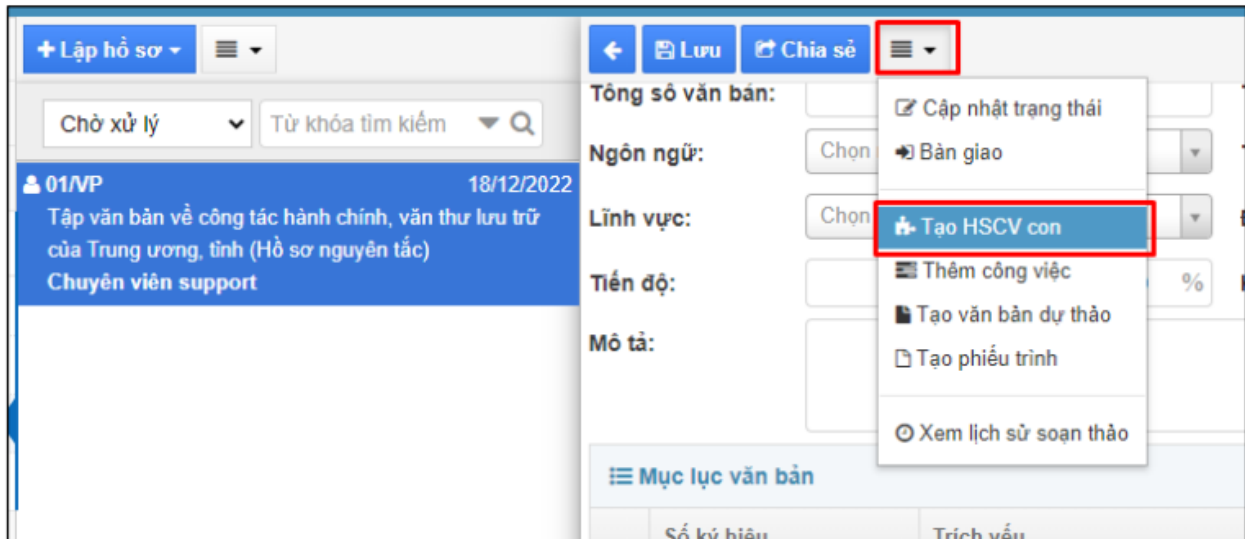 Lập hồ sơ
Chờ xử lý
Từ khóa tìm kiếm
01/VP 18/12/2022
Tập văn bản về công tác hành chính, văn thư lưu trữ
của Trung ương, tỉnh (Hồ sơ nguyên tắc)
Chuyên viên support
Lưu
Chia sẻ
Tổng số văn bản:
Ngôn ngữ: Chọn
Lĩnh vực: Chọn
Tiến độ: %
Mô tả:
Cập nhật trạng thái
Bàn giao
Tạo HSCV con
Thêm công việc
Tạo văn bản dự thảo
Tạo phiếu trình
Xem lịch sử soạn thảo
Mục lục văn bản
Số ký hiệu Trích yếu